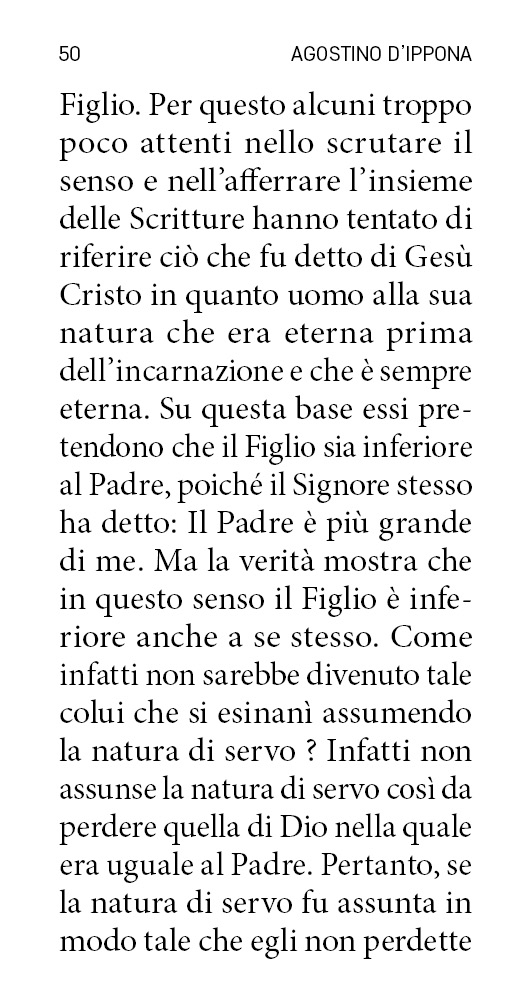 50 AGOSTINO D'IPPONA
Figlio. Per questo alcuni troppo
poco attenti nello scrutare il
senso e nell'afferrare l'insieme
delle Scritture hanno tentato di
riferire ciò che fu detto di Gesù
Cristo in quanto uomo alla sua
natura che era eterna prima
dell'incarnazione e che è sempre
eterna. Su questa base essi pre-
tendono che il Figlio sia inferiore
al Padre, poiché il Signore stesso
ha detto: Il Padre è più grande
di me. Ma la verità mostra che
in questo senso il Figlio è infe-
riore anche a se stesso. Come
infatti non sarebbe divenuto tale
colui che si esinanì assumendo
la natura di servo ? Infatti non
assunse la natura di servo così da
perdere quella di Dio nella quale
era uguale al Padre. Pertanto, se
la natura di servo fu assunta in
modo tale che egli non perdette